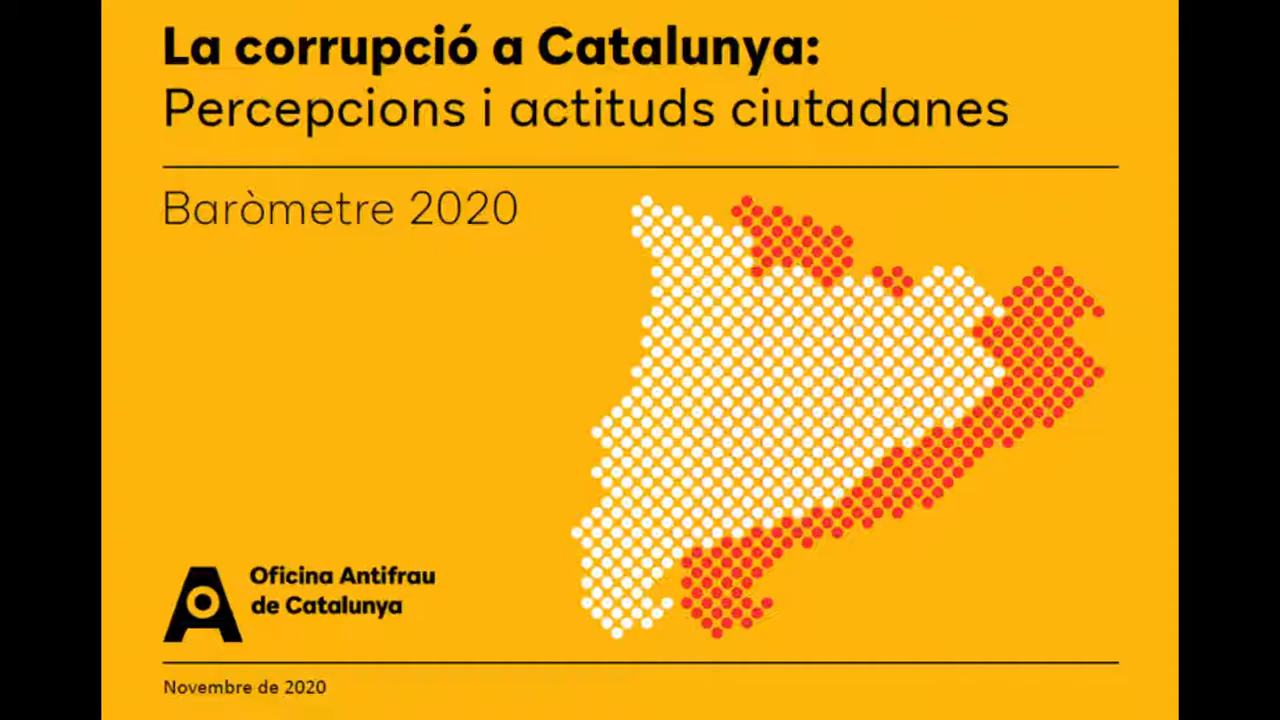 La corrupció a Catalunya:
Percepcions i actituds ciutadanes
Baròmetre 2020
Oficina Antifrau
de Catalunya
Novembre de 2020